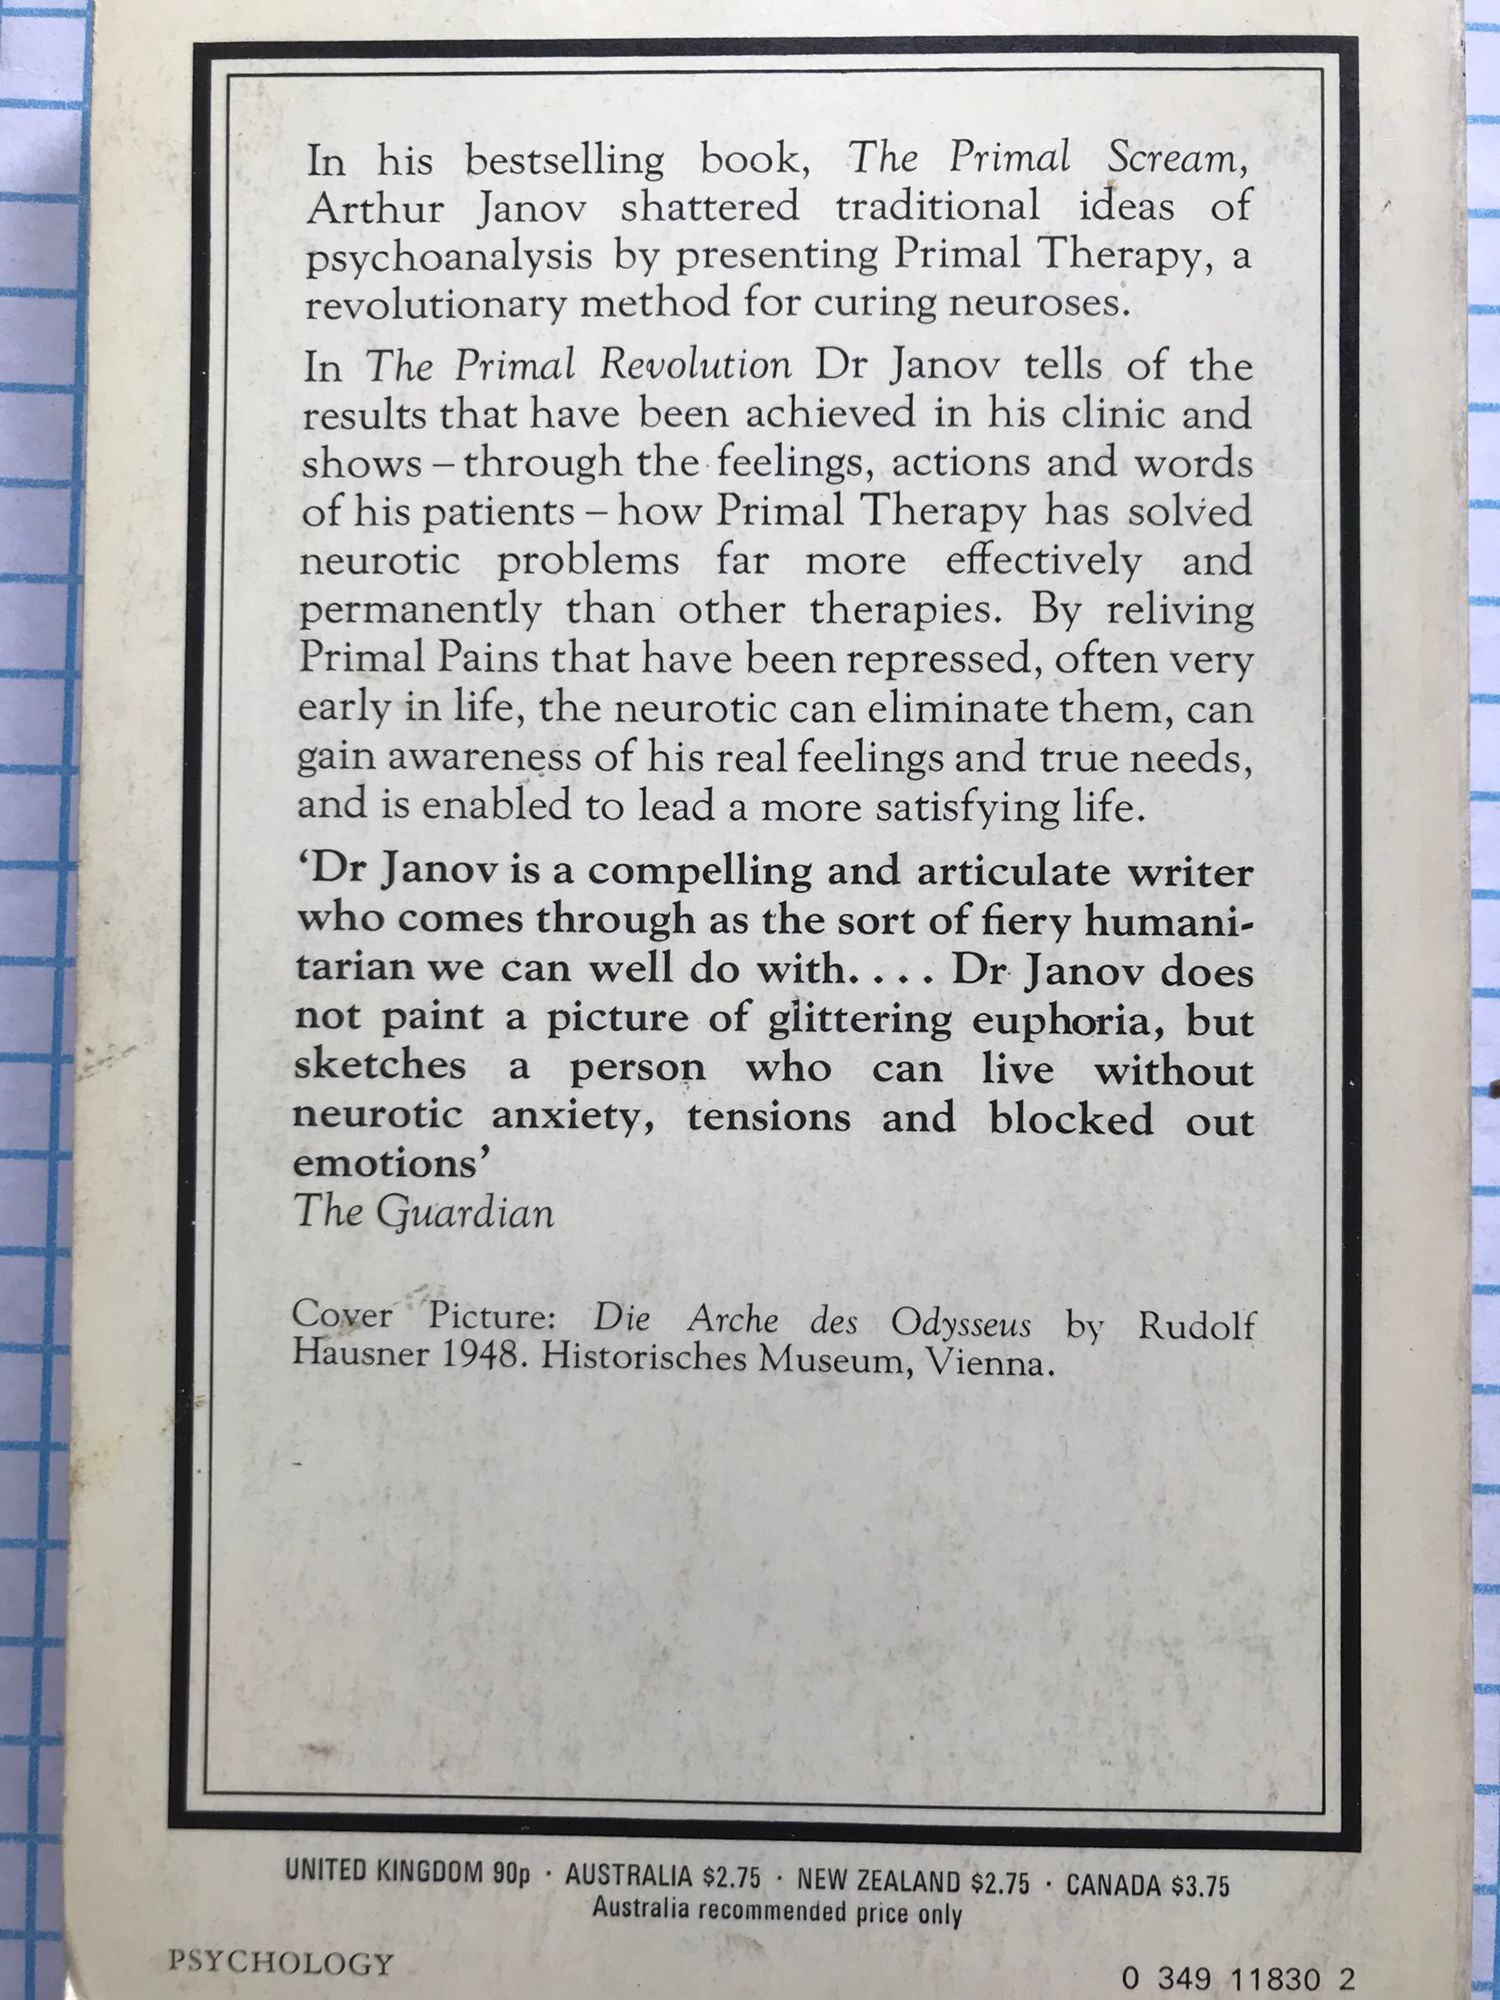 In his bestselling book, The Primal Scream,
Arthur Janov shattered traditional ideas of
psychoanalysis by presenting Primal Therapy, a
revolutionary method for curing neuroses.
In The Primal Revolution Dr Janov tells of the
results that have been achieved in his clinic and
shows – through the feelings, actions and words
of his patients – how Primal Therapy has solved
neurotic problems far more effectively and
permanently than other therapies. By reliving
Primal Pains that have been repressed, often very
early in life, the neurotic can eliminate them, can
gain awareness of his real feelings and true needs,
and is enabled to lead a more satisfying life.
‘Dr Janov is a compelling and articulate writer
who comes through as the sort of fiery humani-
tarian we can well do with. . . . Dr Janov does
not paint a picture of glittering euphoria, but
sketches a person who can live without
neurotic anxiety, tensions and blocked out
emotions’
The Guardian
Cover Picture: Die Arche des Odysseus by Rudolf
Hausner 1948. Historisches Museum, Vienna.
UNITED KINGDOM 90p · AUSTRALIA $2.75 · NEW ZEALAND $2.75 · CANADA $3.75
Australia recommended price only
PSYCHOLOGY
0 349 11830 2